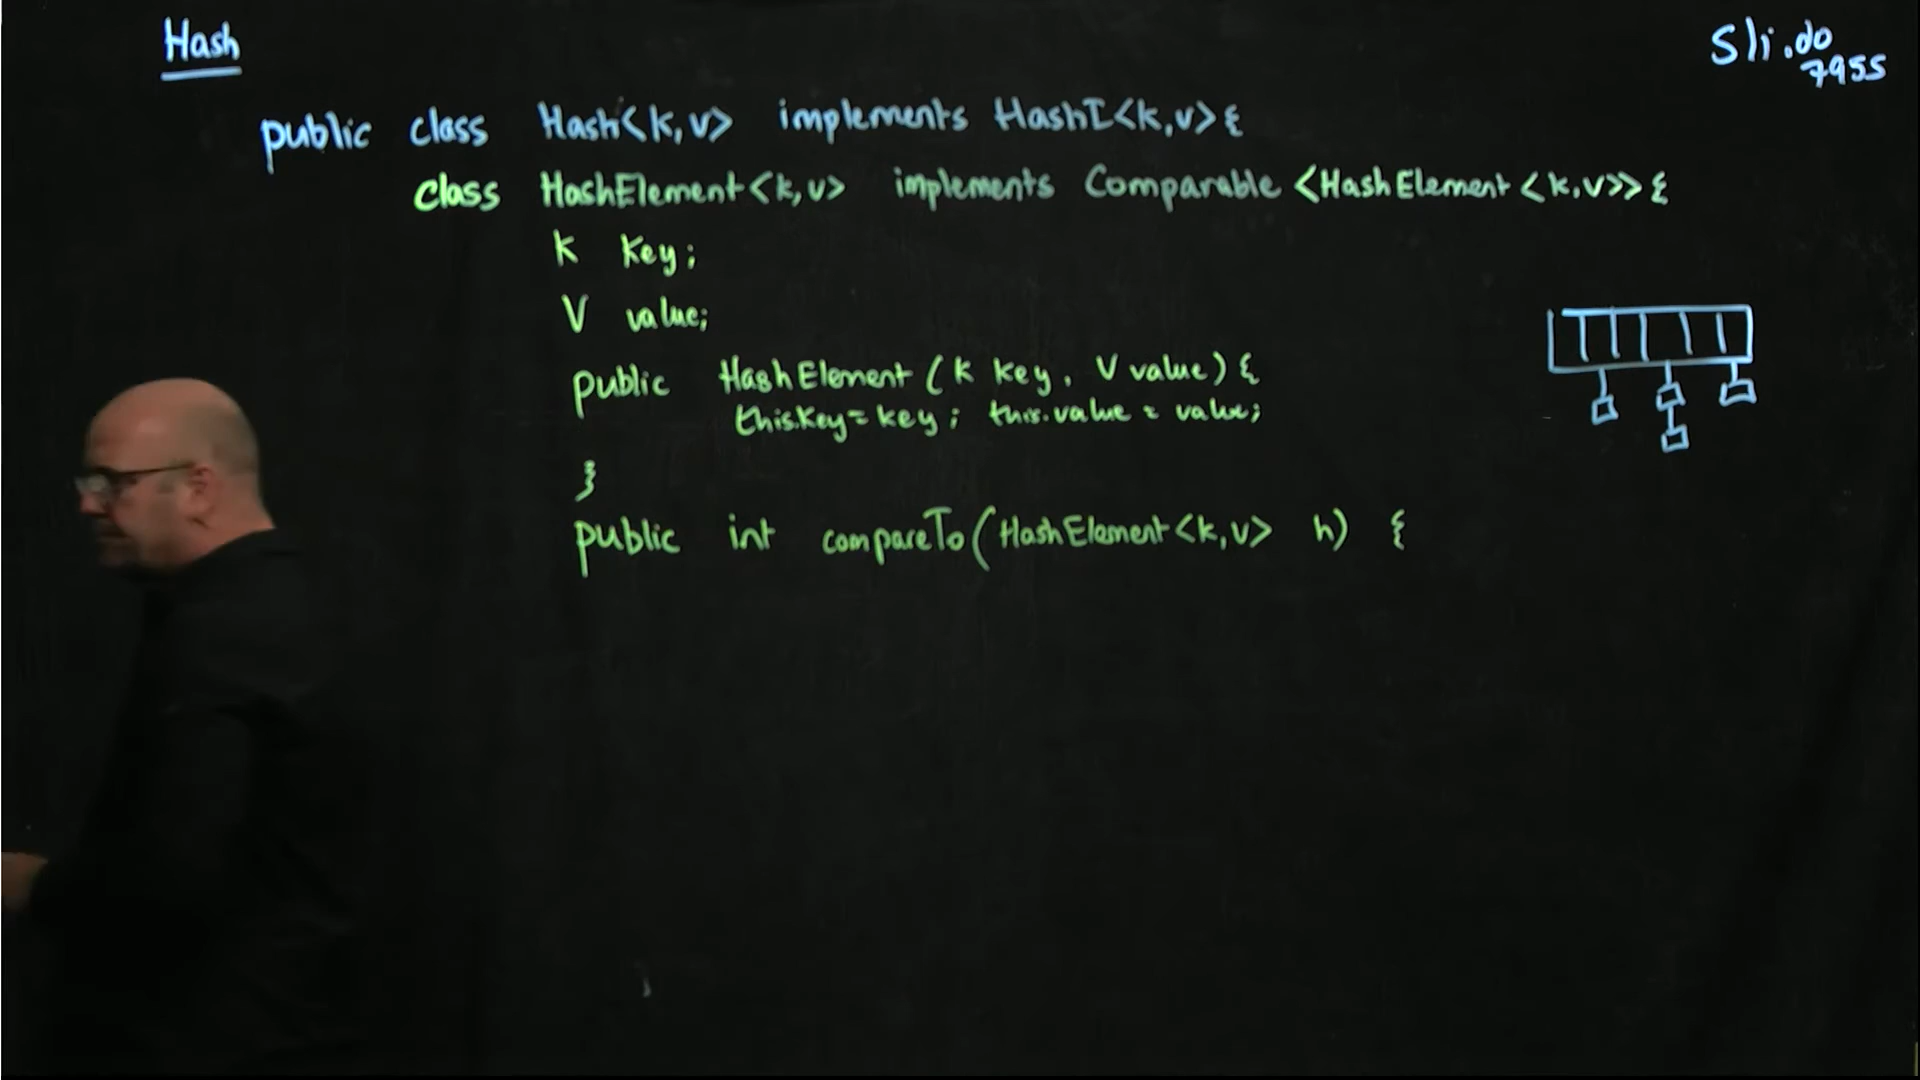 Hash
Sli.do
7955
public class Hash<k,v> implements HashI<k,v>{
class HashElement<k,v> implements Comparable <HashElement<k,v>>{
k key;
V value;
public HashElement(k key, V value){
this.key=key; this.value = value;
}
public int compareTo(HashElement<k,v> h) {